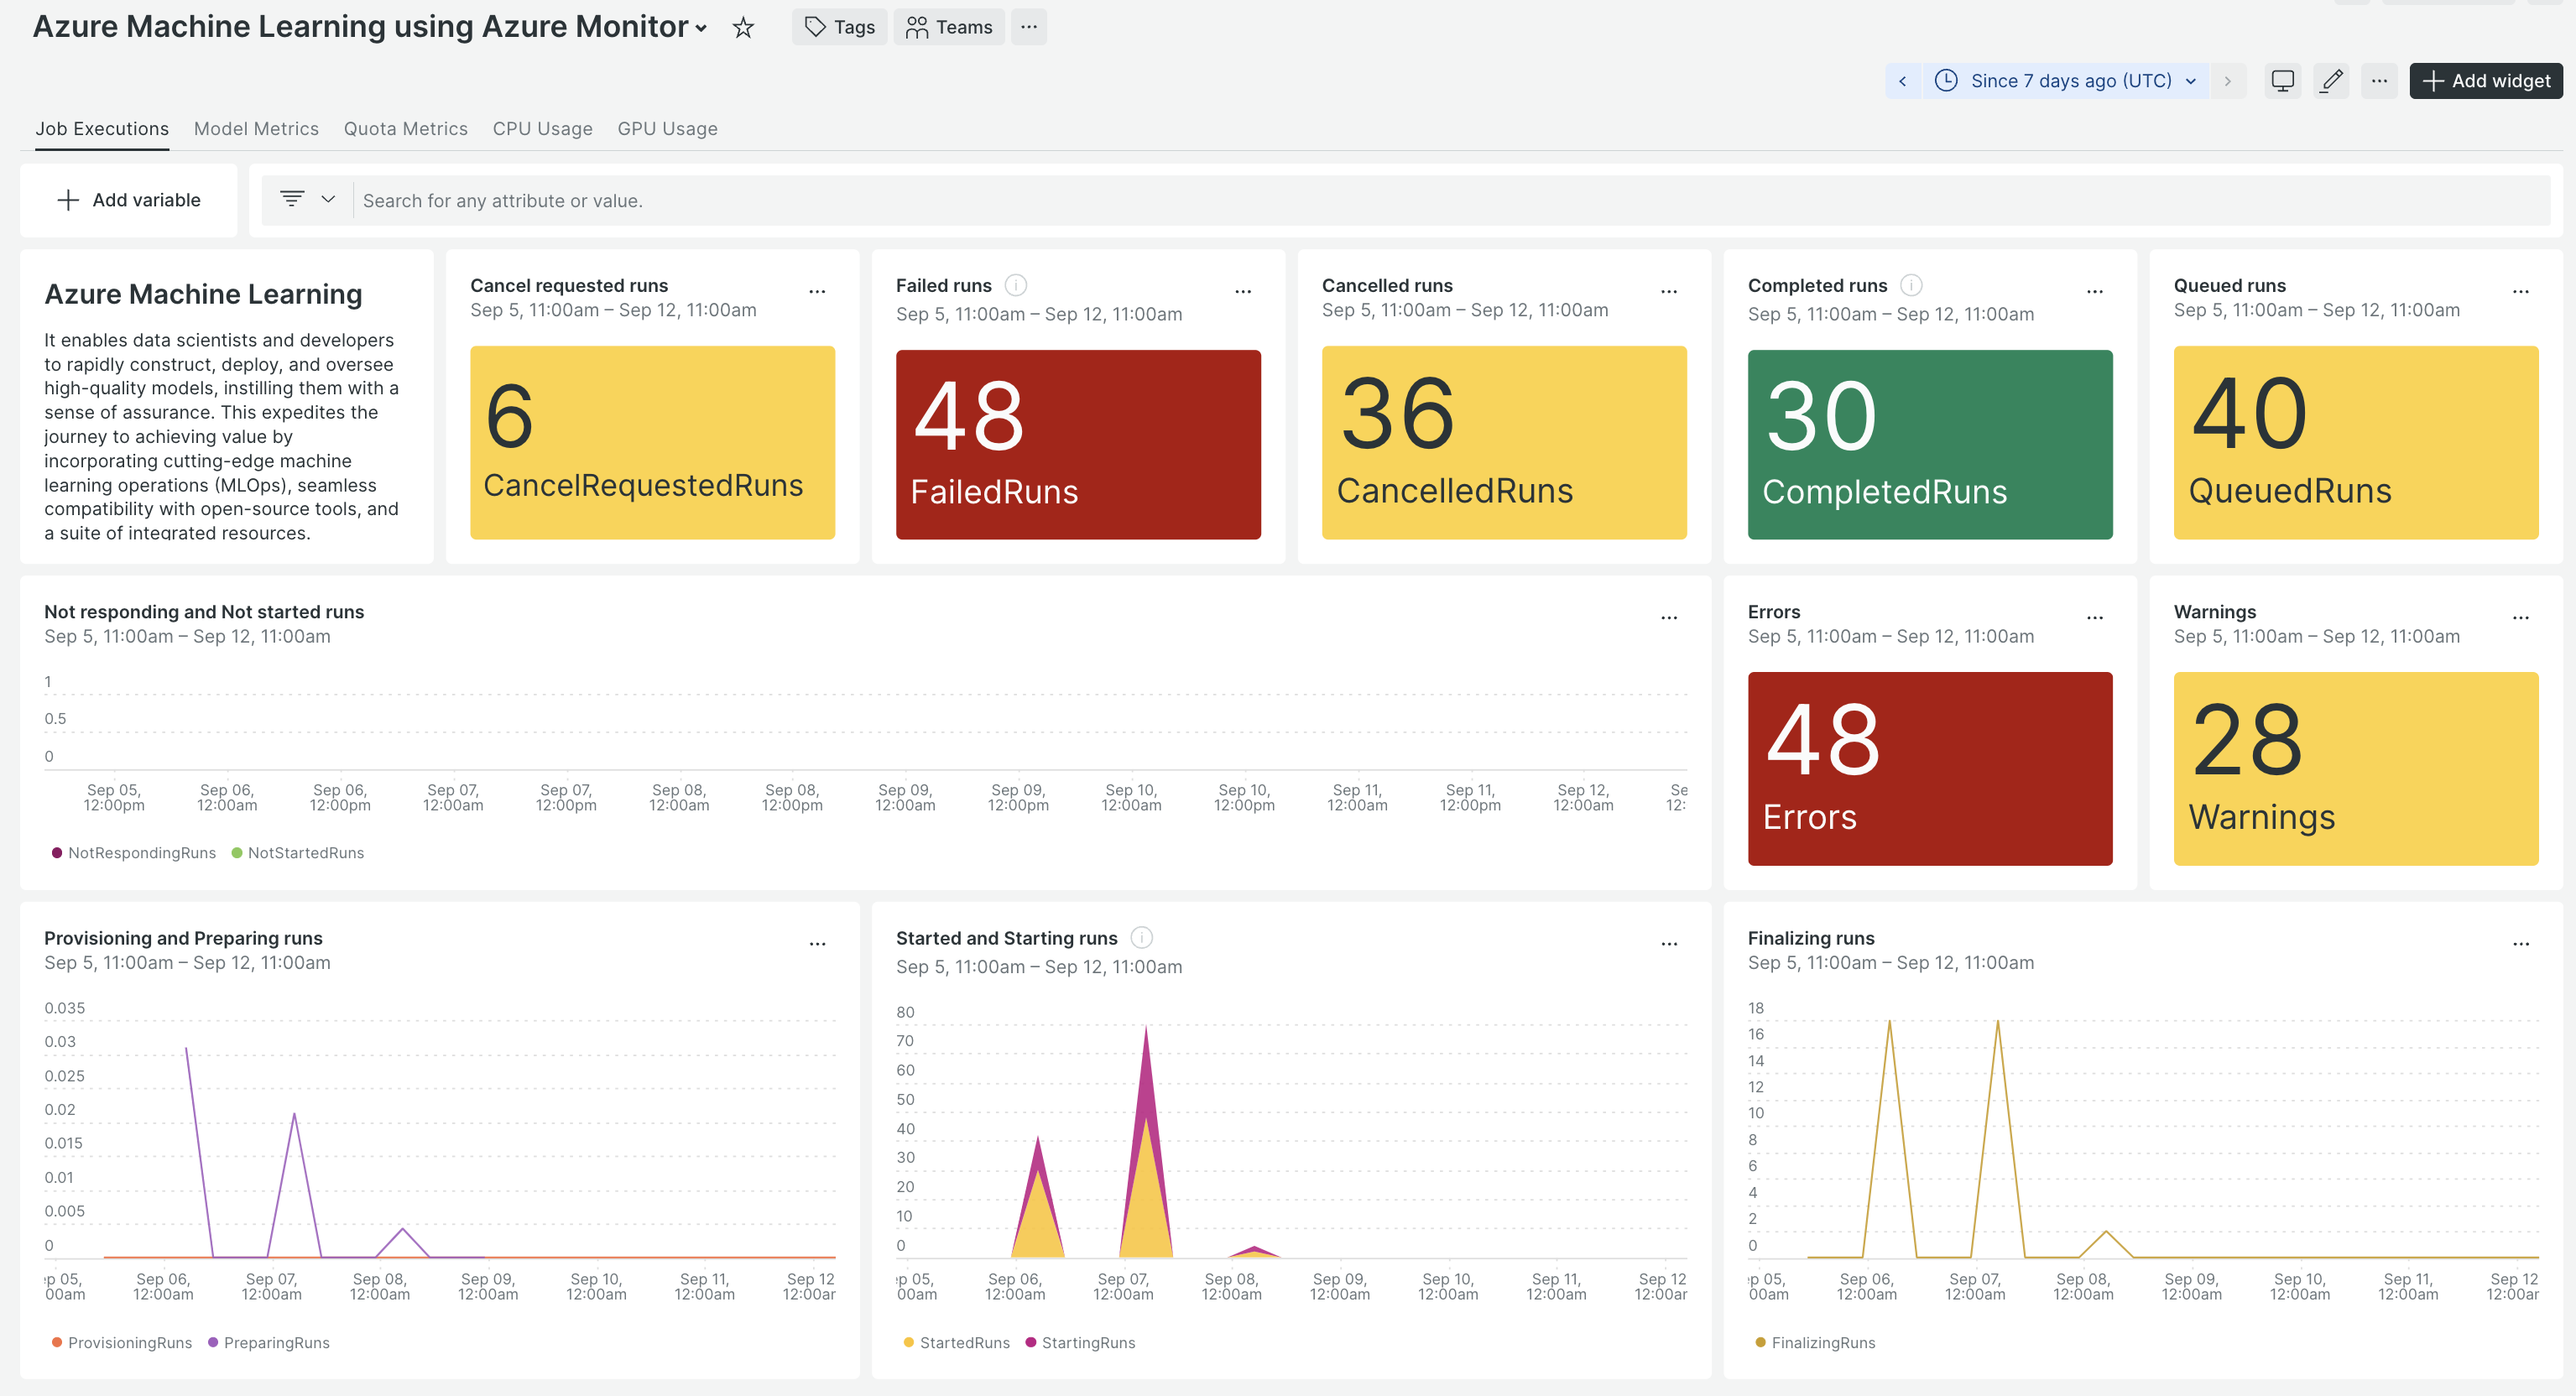 Azure Machine Learning using Azure Monitor
Tags
Teams
Since 7 days ago (UTC)
Add widget
Job Executions
Model Metrics
Quota Metrics
CPU Usage
GPU Usage
Add variable
Search for any attribute or value.
Azure Machine Learning
It enables data scientists and developers
to rapidly construct, deploy, and oversee
high-quality models, instilling them with a
sense of assurance. This expedites the
journey to achieving value by
incorporating cutting-edge machine
learning operations (MLOps), seamless
compatibility with open-source tools, and
a suite of integrated resources.
Cancel requested runs
Sep 5, 11:00am – Sep 12, 11:00am
6
CancelRequestedRuns
Failed runs
Sep 5, 11:00am – Sep 12, 11:00am
48
FailedRuns
Cancelled runs
Sep 5, 11:00am – Sep 12, 11:00am
36
CancelledRuns
Completed runs
Sep 5, 11:00am – Sep 12, 11:00am
30
CompletedRuns
Queued runs
Sep 5, 11:00am – Sep 12, 11:00am
40
QueuedRuns
Not responding and Not started runs
Sep 5, 11:00am – Sep 12, 11:00am
1
0.5
0
Sep 05, 12:00pm
Sep 06, 12:00am
Sep 06, 12:00pm
Sep 07, 12:00am
Sep 07, 12:00pm
Sep 08, 12:00am
Sep 08, 12:00pm
Sep 09, 12:00am
Sep 09, 12:00pm
Sep 10, 12:00am
Sep 10, 12:00pm
Sep 11, 12:00am
Sep 11, 12:00pm
Sep 12, 12:00am
Se 12:
NotRespondingRuns
NotStartedRuns
Errors
Sep 5, 11:00am – Sep 12, 11:00am
48
Errors
Warnings
Sep 5, 11:00am – Sep 12, 11:00am
28
Warnings
Provisioning and Preparing runs
Sep 5, 11:00am – Sep 12, 11:00am
0.035
0.03
0.025
0.02
0.015
0.01
0.005
0
p 05, 00am
Sep 06, 12:00am
Sep 07, 12:00am
Sep 08, 12:00am
Sep 09, 12:00am
Sep 10, 12:00am
Sep 11, 12:00am
Sep 12 12:00ar
ProvisioningRuns
PreparingRuns
Started and Starting runs
Sep 5, 11:00am – Sep 12, 11:00am
80
70
60
50
40
30
20
10
0
p 05, 00am
Sep 06, 12:00am
Sep 07, 12:00am
Sep 08, 12:00am
Sep 09, 12:00am
Sep 10, 12:00am
Sep 11, 12:00am
Sep 12 12:00ar
StartedRuns
StartingRuns
Finalizing runs
Sep 5, 11:00am – Sep 12, 11:00am
18
16
14
12
10
8
6
4
2
0
p 05, 00am
Sep 06, 12:00am
Sep 07, 12:00am
Sep 08, 12:00am
Sep 09, 12:00am
Sep 10, 12:00am
Sep 11, 12:00am
Sep 12 12:00ar
FinalizingRuns